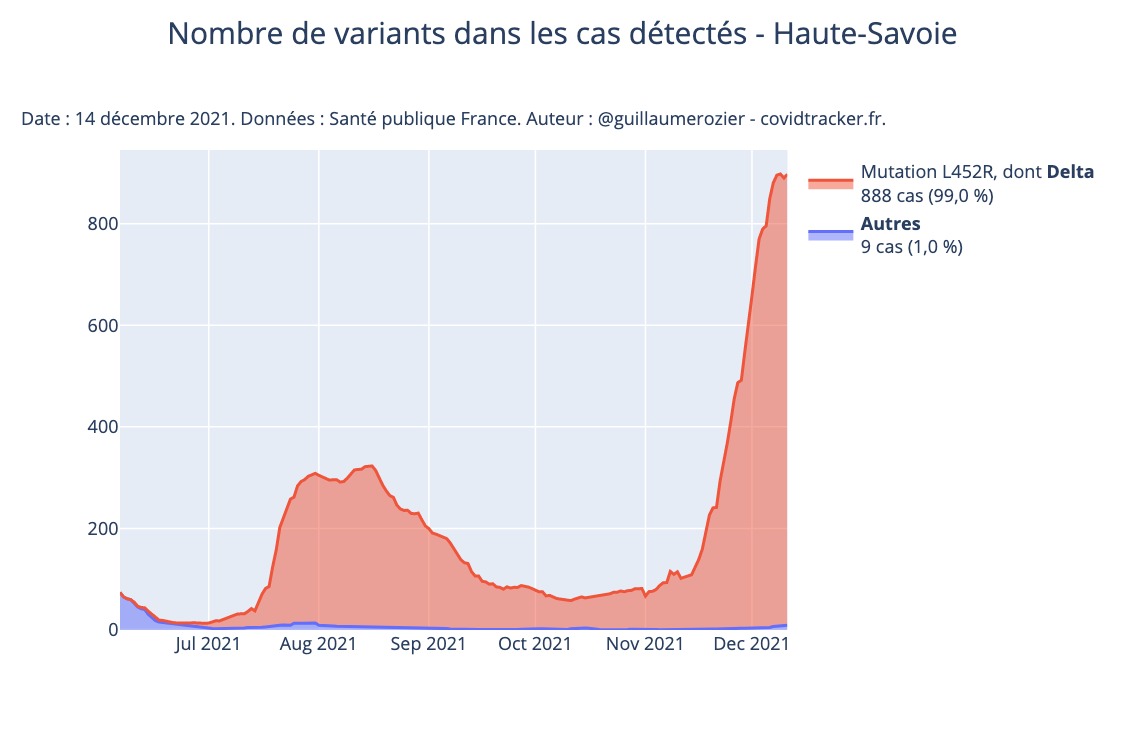 Nombre de variants dans les cas détectés - Haute-Savoie
Date : 14 décembre 2021. Données : Santé publique France. Auteur : @guillaumerozier - covidtracker.fr.
Mutation L452R, dont Delta
888 cas (99,0 %)
Autres
9 cas (1,0 %)
800
600
400
200
0
Jul 2021 Aug 2021 Sep 2021 Oct 2021 Nov 2021 Dec 2021